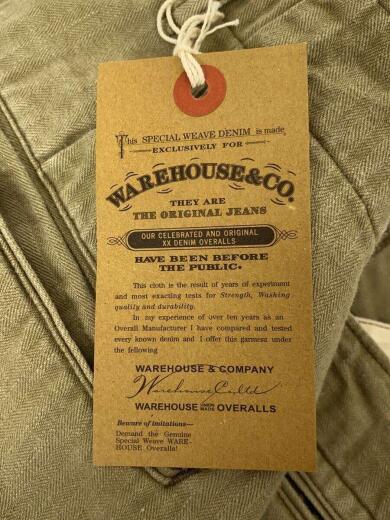 This SPECIAL WEAVE DENIM is made
EXCLUSIVELY FOR
WAREHOUSE&CO.
THEY ARE
THE ORIGINAL JEANS
OUR CELEBRATED AND ORIGINAL
XX DENIM OVERALLS
HAVE BEEN BEFORE
THE PUBLIC.
This cloth is the result of years of experiment
and most exacting tests for Strength, Washing
quality and durability.
In my experience of over ten years as an
Overall Manufacturer I have compared and tested
every known denim and I offer this garment under
the following
WAREHOUSE & COMPANY
Warehouse Co. Ltd
WAREHOUSE OVERALLS
Beware of imitations—
Demand the Genuine
Special Weave WARE-
HOUSE Overalls!